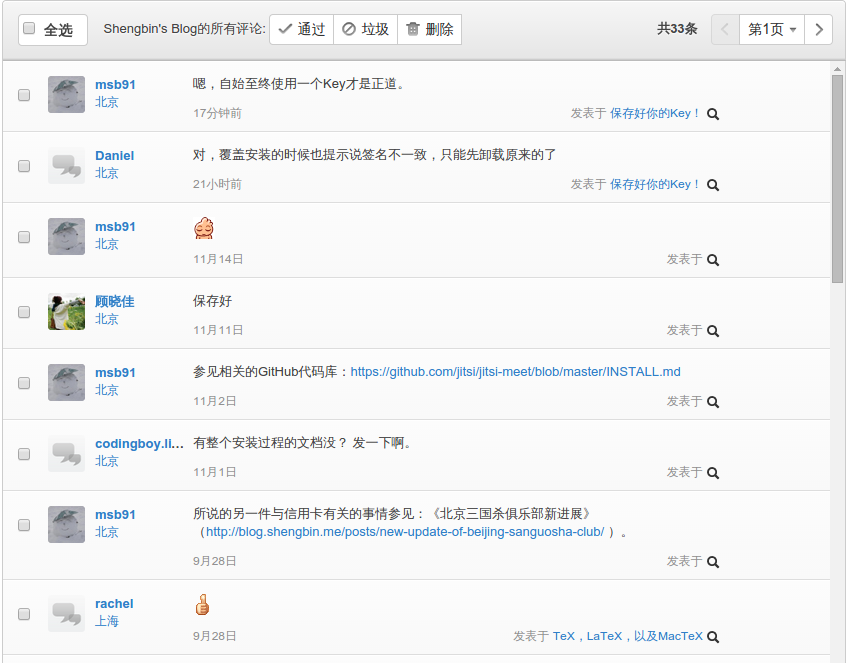 全选 Shengbin's Blog的所有评论: 通过 垃圾 删除 共33条 第1页
msb91 嗯，自始至终使用一个Key才是正道。
北京
17分钟前 发表于 保存好你的Key！
Daniel 对，覆盖安装的时候也提示说签名不一致，只能先卸载原来的了
北京
21小时前 发表于 保存好你的Key！
msb91
北京
11月14日 发表于
顾晓佳 保存好
北京
11月11日 发表于
msb91 参见相关的GitHub代码库：https://github.com/jitsi/jitsi-meet/blob/master/INSTALL.md
北京
11月2日 发表于
codingboy.li... 有整个安装过程的文档没？ 发一下啊。
北京
11月1日 发表于
msb91 所说的另一件与信用卡有关的事情参见：《北京三国杀俱乐部新进展》
北京 （http://blog.shengbin.me/posts/new-update-of-beijing-sanguosha-club/ ）。
9月28日 发表于
rachel
上海
9月28日 发表于 TeX，LaTeX，以及MacTeX